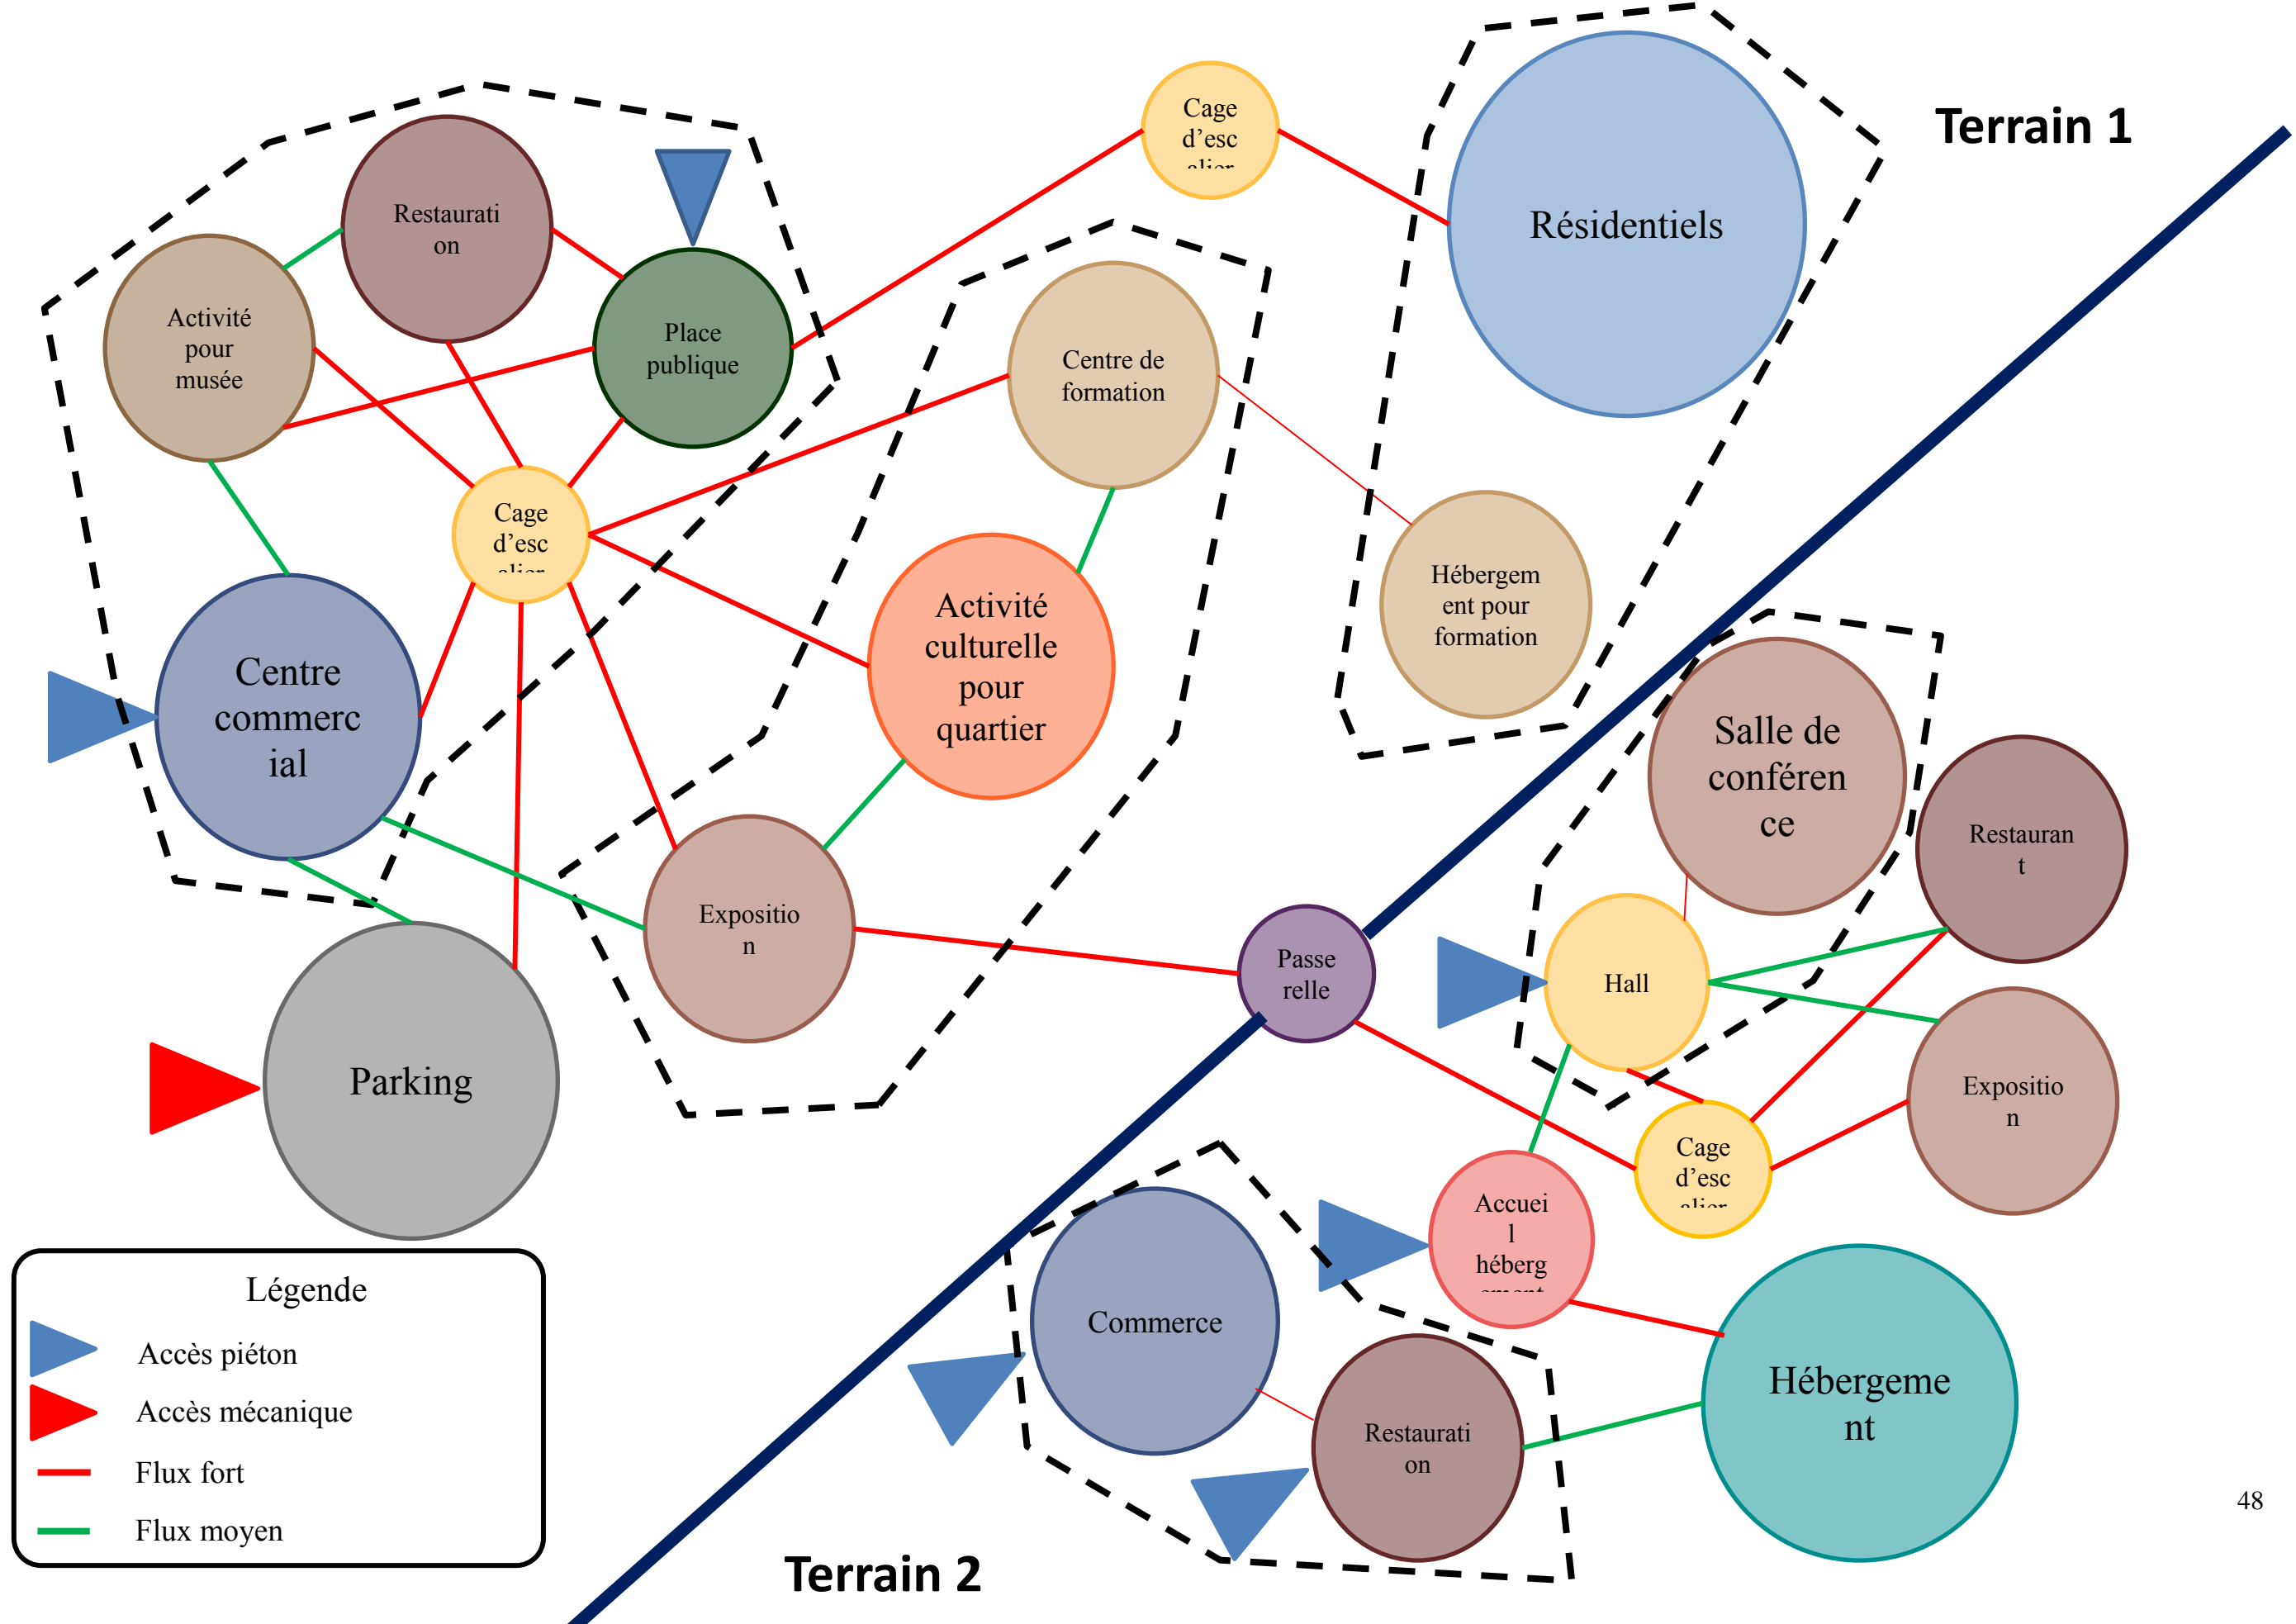 Terrain 1
Cage
d'esc
Résidentiels
Restaurati
on
Activité
pour
musée
Place
publique
Centre de
formation
Cage
d'esc
Hébergem
ent pour
formation
Activité
culturelle
pour
quartier
Centre
commerc
ial
Salle de
conféren
ce
Restauran
t
Expositio
n
Passe
relle
Hall
Parking
Expositio
n
Cage
d'esc
Accuei
l
héberg
Commerce
Hébergeme
nt
Restaurati
on
Légende
Accès piéton
Accès mécanique
Flux fort
Flux moyen
48
Terrain 2